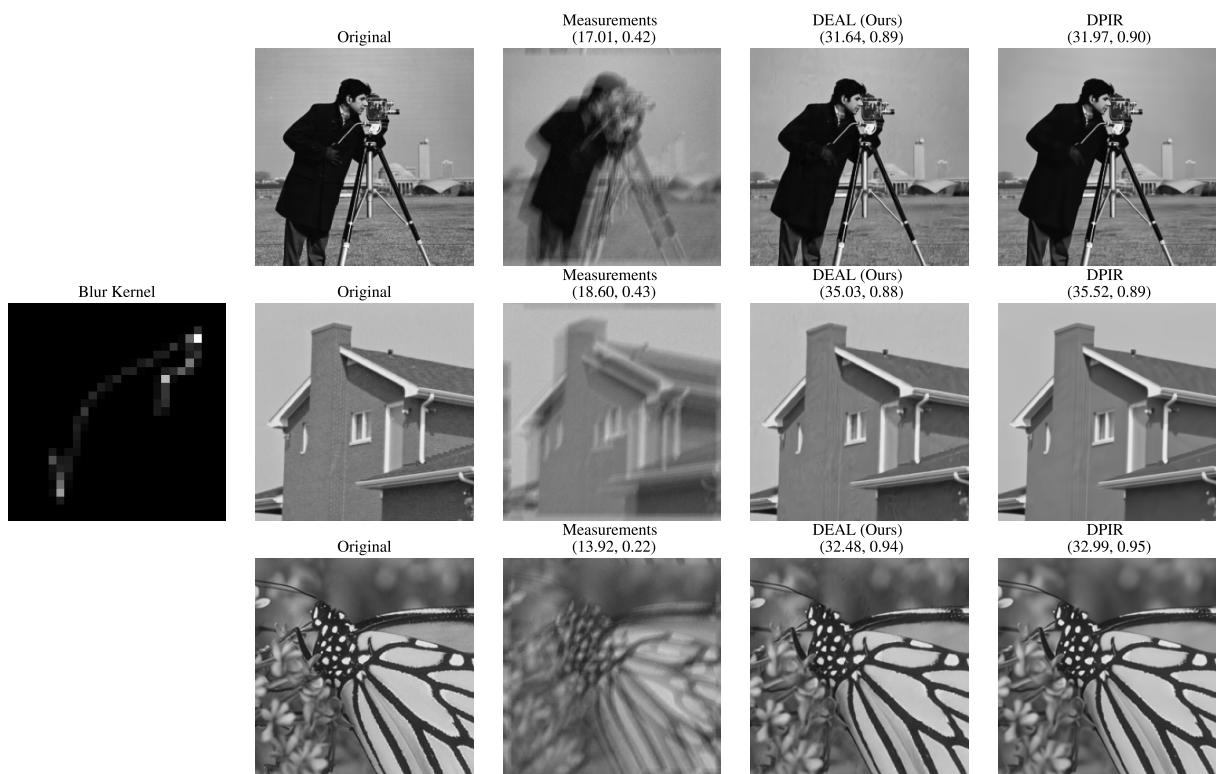 Original
Measurements
(17.01, 0.42)
DEAL (Ours)
(31.64, 0.89)
DPIR
(31.97, 0.90)
Blur Kernel
Original
Measurements
(18.60, 0.43)
DEAL (Ours)
(35.03, 0.88)
DPIR
(35.52, 0.89)
Original
Measurements
(13.92, 0.22)
DEAL (Ours)
(32.48, 0.94)
DPIR
(32.99, 0.95)